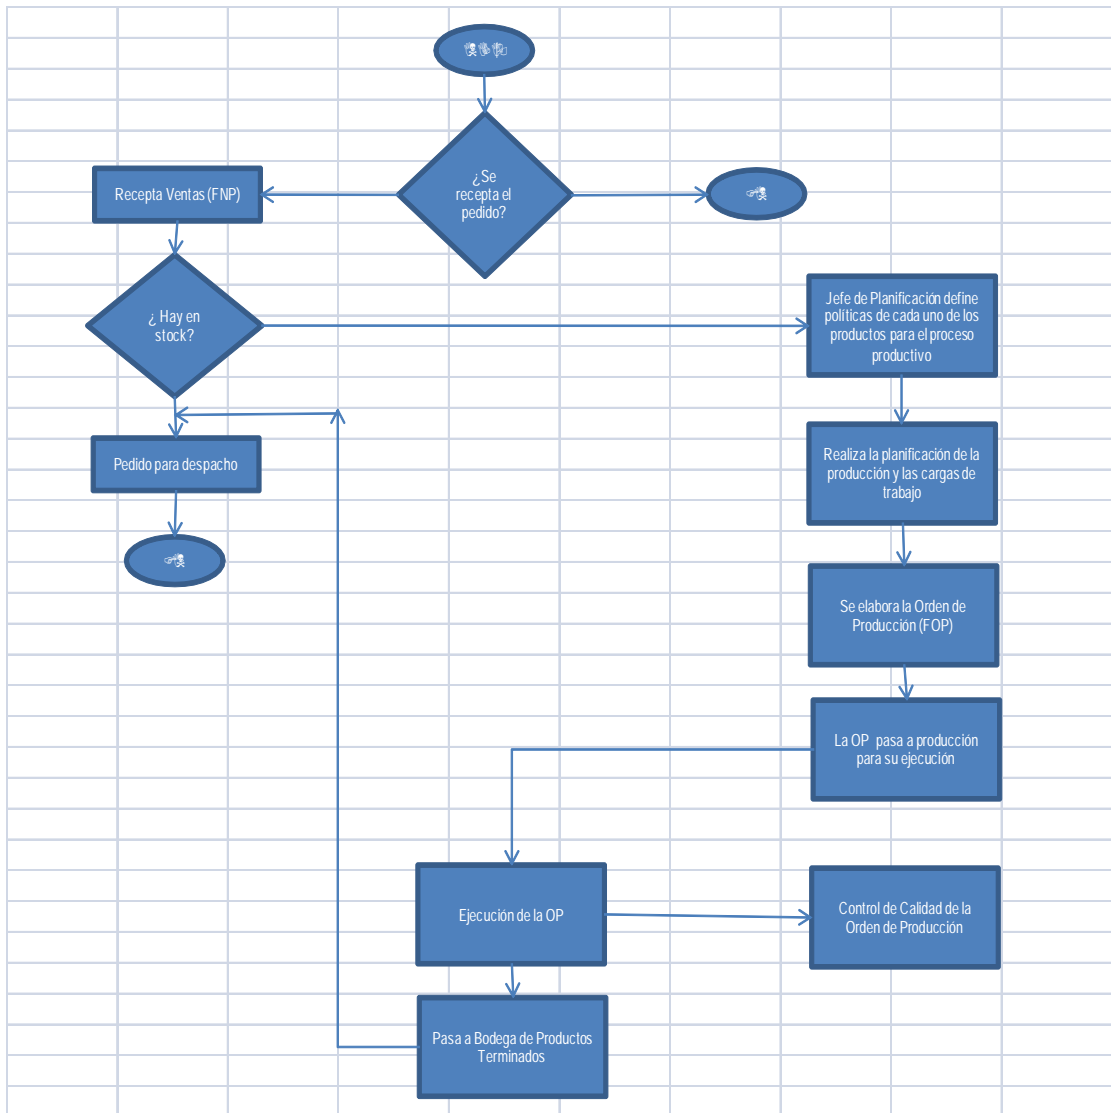 ¿Se
recepta el
pedido?
Recepta Ventas (FNP)
¿ Hay en
stock?
Jefe de Planificación define
políticas de cada uno de los
productos para el proceso
productivo
Pedido para despacho
Realiza la planificación de la
producción y las cargas de
trabajo
Se elabora la Orden de
Producción (FOP)
La OP pasa a producción
para su ejecución
Ejecución de la OP
Control de Calidad de la
Orden de Producción
Pasa a Bodega de Productos
Terminados